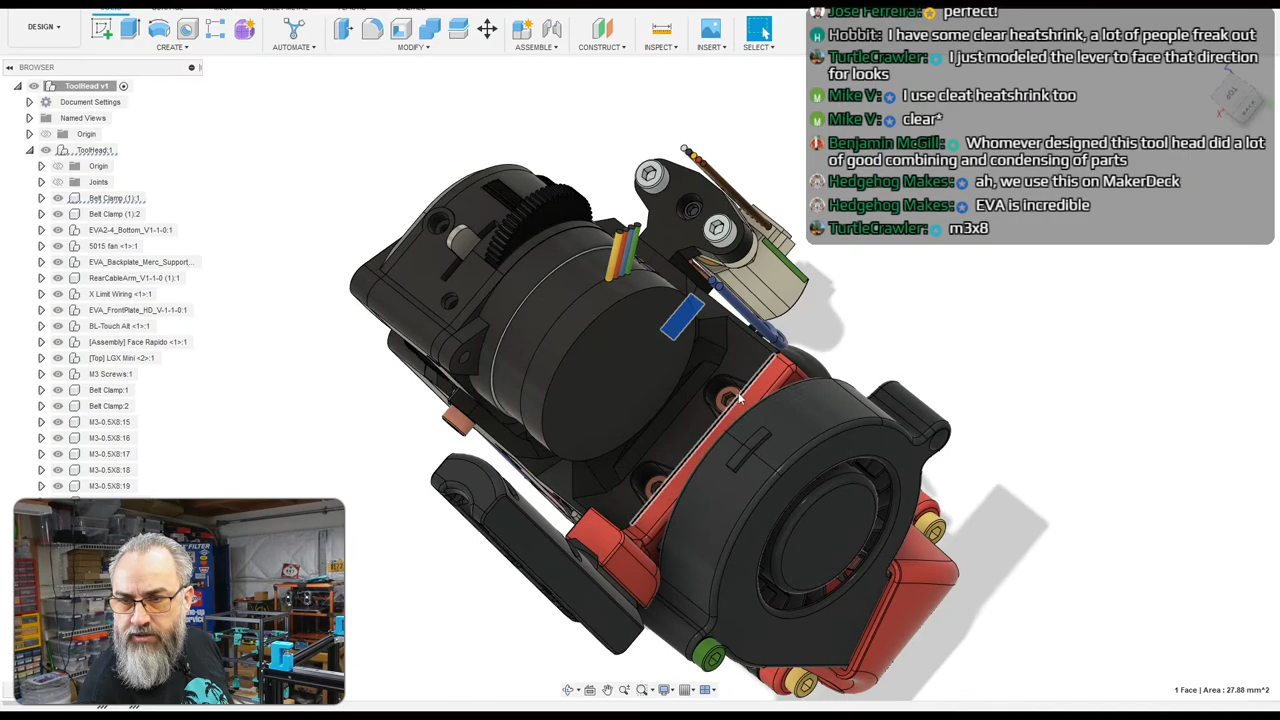 Jose Ferreira: perfect!
Hobbit: I have some clear heatshrink, a lot of people freak out
TurtleCrawler: I just modeled the lever to face that direction
for looks
Mike V: I use cleat heatshrink too
Mike V: clear*
Benjamin McGill: Whomever designed this tool head did a lot
of good combining and condensing of parts
Hedgehog Makes: ah, we use this on MakerDeck
Hedgehog Makes: EVA is incredible
TurtleCrawler: m3x8
DESIGN
CREATE
AUTOMATE
MODIFY
ASSEMBLE
CONSTRUCT
INSPECT
INSERT
SELECT
BROWSER
ToolHead v1
Document Settings
Named Views
Origin
ToolHead:1
Origin
Joints
Belt Clamp (1):1
Belt Clamp (1):2
EVA2-4_Bottom_V1-1-0:1
5015 fan <1>:1
EVA_Backplate_Merc_Support...
RearCableArm_V1-1-0 (1):1
X Limit Wiring <1>:1
EVA_FrontPlate_HD_V-1-1-0:1
BL-Touch Alt <1>:1
[Assembly] Face Rapido <1>:1
[Top] LGX Mini <2>:1
M3 Screws:1
Belt Clamp:1
Belt Clamp:2
M3-0.5X8:15
M3-0.5X8:16
M3-0.5X8:17
M3-0.5X8:18
M3-0.5X8:19
TOP
X
1 Face | Area : 27.88 mm^2